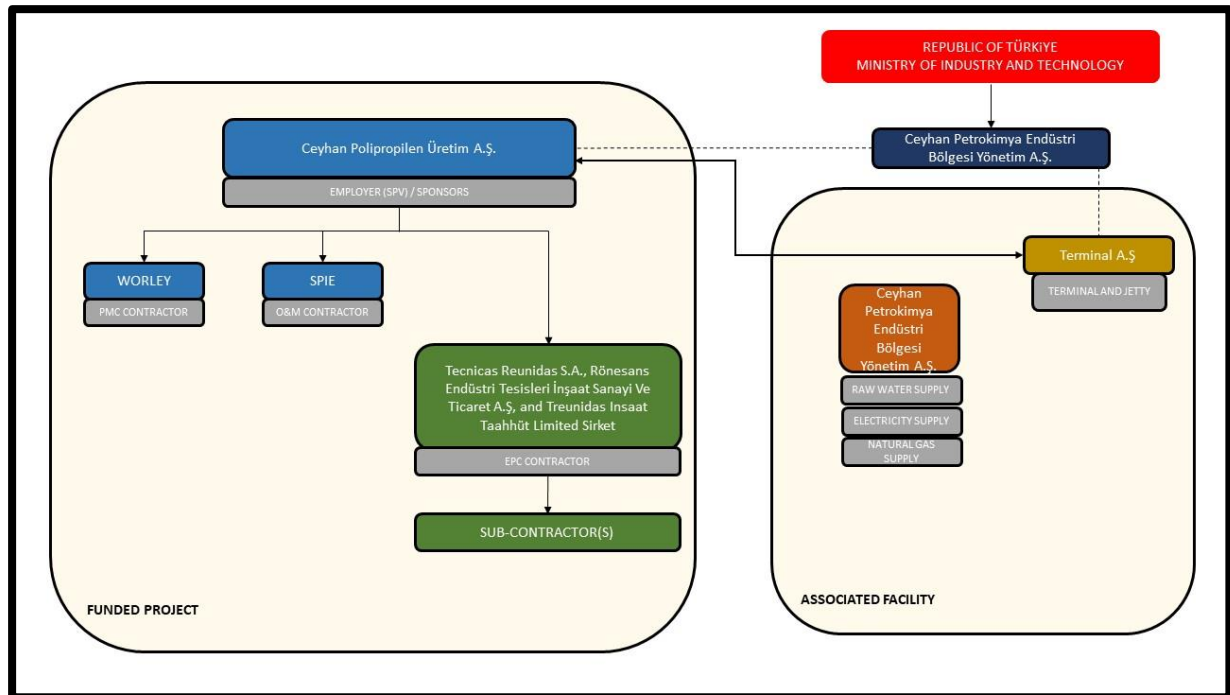 REPUBLIC OF TÜRKİYE
MINISTRY OF INDUSTRY AND TECHNOLOGY
Ceyhan Polipropilen Üretim A.Ş.
EMPLOYER (SPV) / SPONSORS
Ceyhan Petrokimya Endüstri
Bölgesi Yönetim A.Ş.
WORLEY
PMC CONTRACTOR
SPIE
O&M CONTRACTOR
Tecnicas Reunidas S.A., Rönesans
Endüstri Tesisleri İnşaat Sanayi Ve
Ticaret A.Ş, and Treunidas Insaat
Taahhüt Limited Sirket
EPC CONTRACTOR
SUB-CONTRACTOR(S)
FUNDED PROJECT
Terminal A.Ş
TERMINAL AND JETTY
Ceyhan
Petrokimya
Endüstri
Bölgesi
Yönetim A.Ş.
RAW WATER SUPPLY
ELECTRICITY SUPPLY
NATURAL GAS
SUPPLY
ASSOCIATED FACILITY